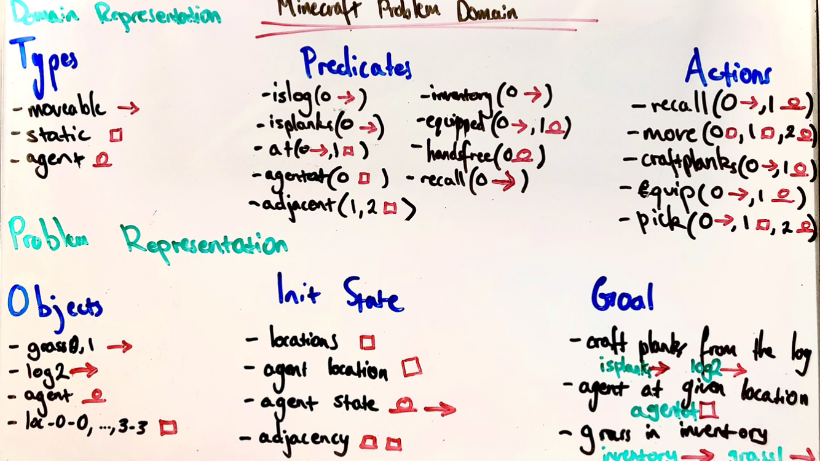 Domain Representation
Minecraft Problem Domain
Types
- moveable →
- static □
- agent
Predicates
- islog(0 →)
- isplanks(0 →)
- at(0→,1 □)
- agentat(0 □)
- adjacent(1,2 □)
- inventory(0 →)
- equipped(0→,1)
- handsfree(0)
- recall(0 →)
Actions
- recall(0→,1)
- move(0□,1□,2)
- craftplanks(0→,1)
- Equip(0→,1)
- pick(0→,1□,2)
Problem Representation
Objects
- grass0,1 →
- log2 →
- agent
- loc-0-0,...,3-3 □
Init State
- locations □
- agent location □
- agent state →
- adjacency □
Goal
- craft planks from the log
isplanks→ log2→
- agent at given location
agentat□
- grass in inventory
inventory → grass1 →